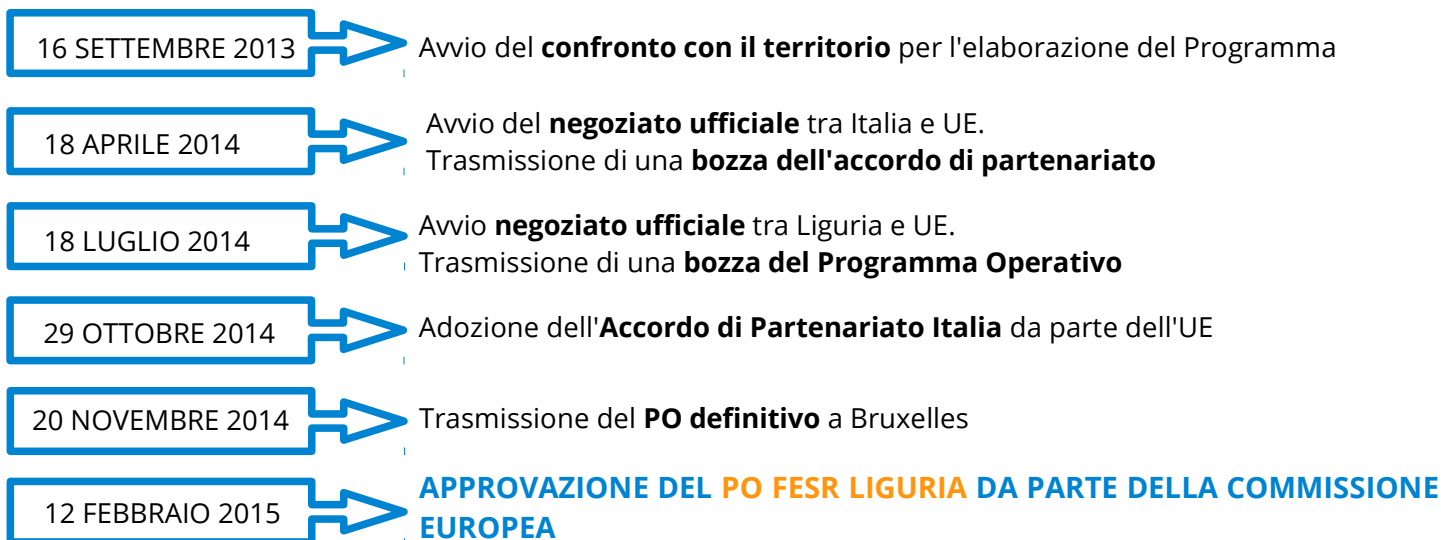 16 SETTEMBRE 2013 Avvio del confronto con il territorio per l'elaborazione del Programma
18 APRILE 2014
Avvio del negoziato ufficiale tra Italia e UE.
Trasmissione di una bozza dell'accordo di partenariato
18 LUGLIO 2014
Avvio negoziato ufficiale tra Liguria e UE.
Trasmissione di una bozza del Programma Operativo
29 OTTOBRE 2014 Adozione dell'Accordo di Partenariato Italia da parte dell'UE
20 NOVEMBRE 2014 Trasmissione del PO definitivo a Bruxelles
12 FEBBRAIO 2015
APPROVAZIONE DEL PO FESR LIGURIA DA PARTE DELLA COMMISSIONE
EUROPEA